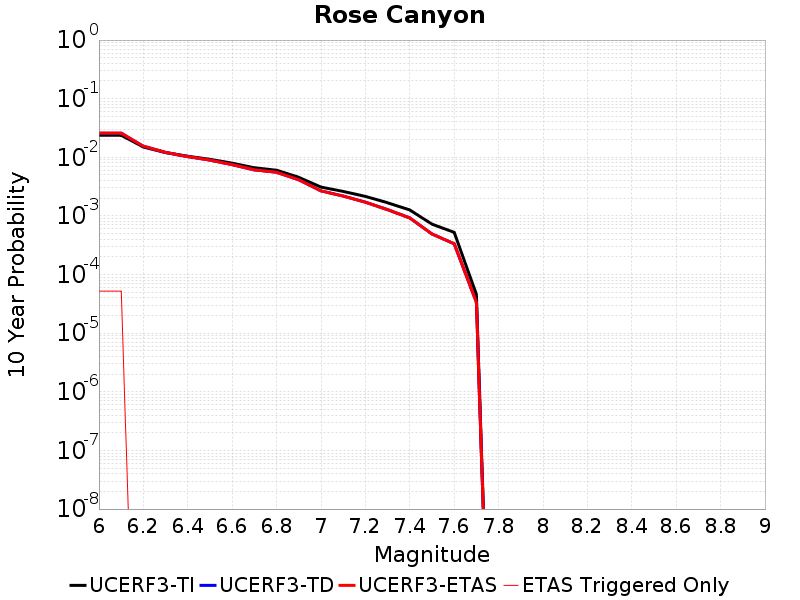 Rose Canyon
10 Year Probability
10^0
10^-1
10^-2
10^-3
10^-4
10^-5
10^-6
10^-7
10^-8
6 6.2 6.4 6.6 6.8 7 7.2 7.4 7.6 7.8 8 8.2 8.4 8.6 8.8 9
Magnitude
UCERF3-TI UCERF3-TD UCERF3-ETAS ETAS Triggered Only